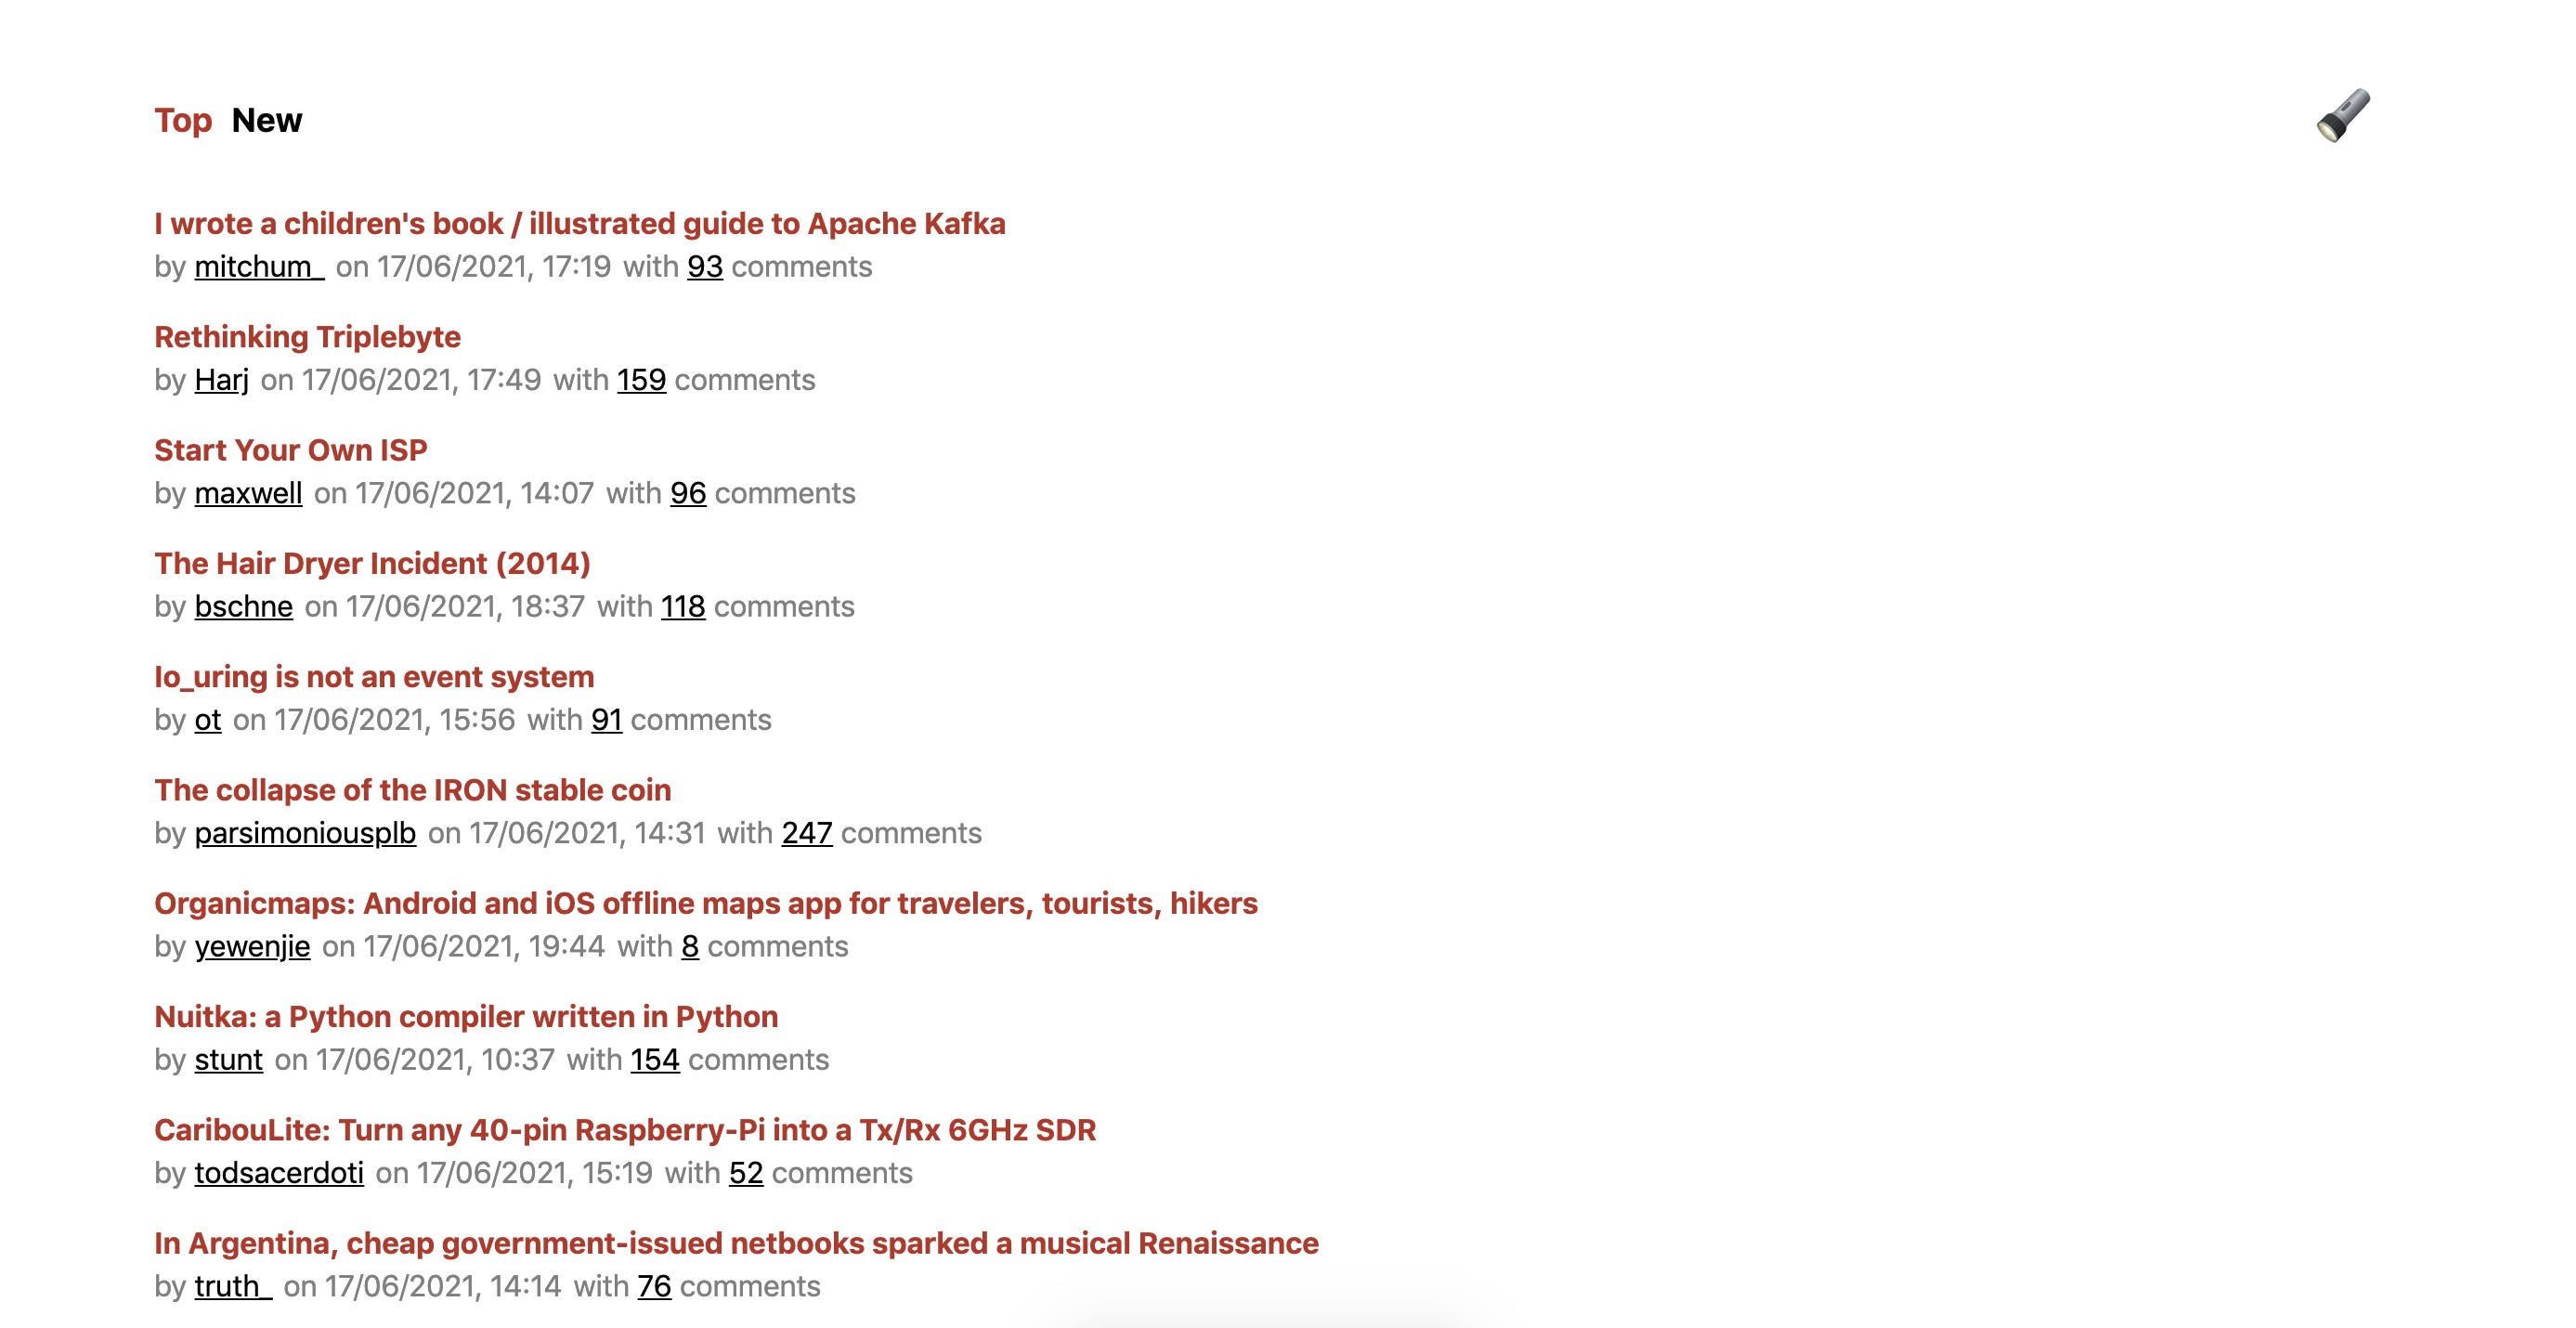 Top New
I wrote a children's book / illustrated guide to Apache Kafka
by mitchum_ on 17/06/2021, 17:19 with 93 comments
Rethinking Triplebyte
by Harj on 17/06/2021, 17:49 with 159 comments
Start Your Own ISP
by maxwell on 17/06/2021, 14:07 with 96 comments
The Hair Dryer Incident (2014)
by bschne on 17/06/2021, 18:37 with 118 comments
Io_uring is not an event system
by ot on 17/06/2021, 15:56 with 91 comments
The collapse of the IRON stable coin
by parsimoniousplb on 17/06/2021, 14:31 with 247 comments
Organicmaps: Android and iOS offline maps app for travelers, tourists, hikers
by yewenjie on 17/06/2021, 19:44 with 8 comments
Nuitka: a Python compiler written in Python
by stunt on 17/06/2021, 10:37 with 154 comments
CaribouLite: Turn any 40-pin Raspberry-Pi into a Tx/Rx 6GHz SDR
by todsacerdoti on 17/06/2021, 15:19 with 52 comments
In Argentina, cheap government-issued netbooks sparked a musical Renaissance
by truth_ on 17/06/2021, 14:14 with 76 comments